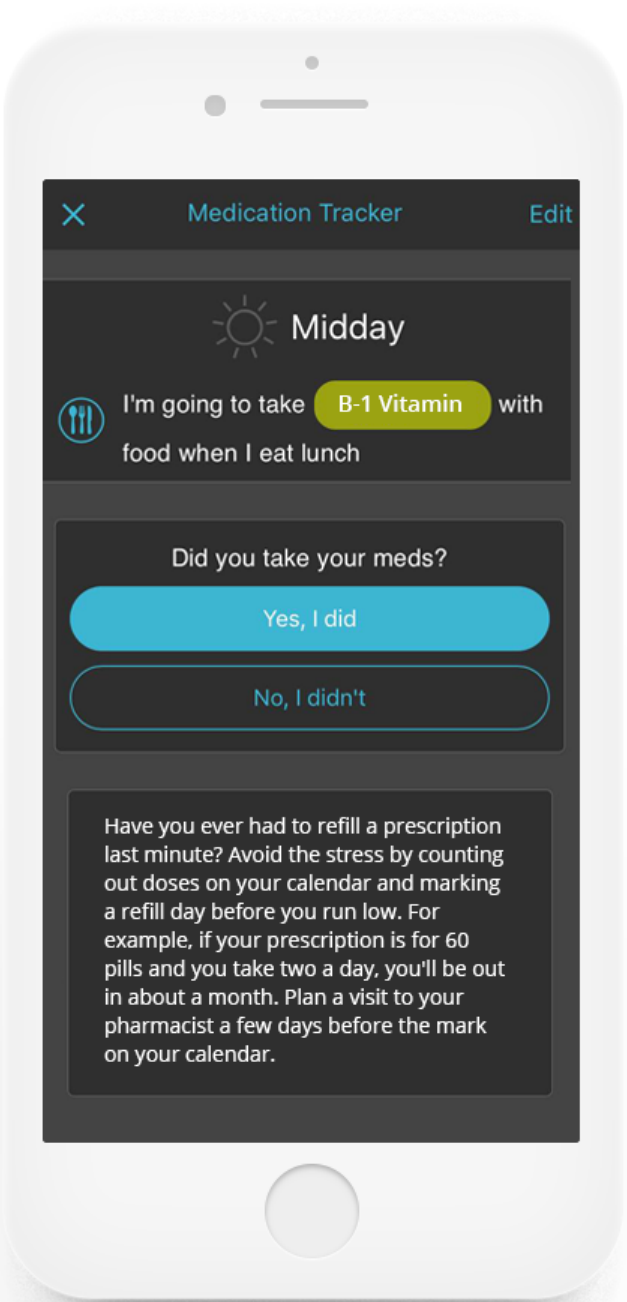 Medication Tracker Edit
Midday
I'm going to take B-1 Vitamin with
food when I eat lunch
Did you take your meds?
Yes, I did
No, I didn't
Have you ever had to refill a prescription
last minute? Avoid the stress by counting
out doses on your calendar and marking
a refill day before you run low. For
example, if your prescription is for 60
pills and you take two a day, you'll be out
in about a month. Plan a visit to your
pharmacist a few days before the mark
on your calendar.